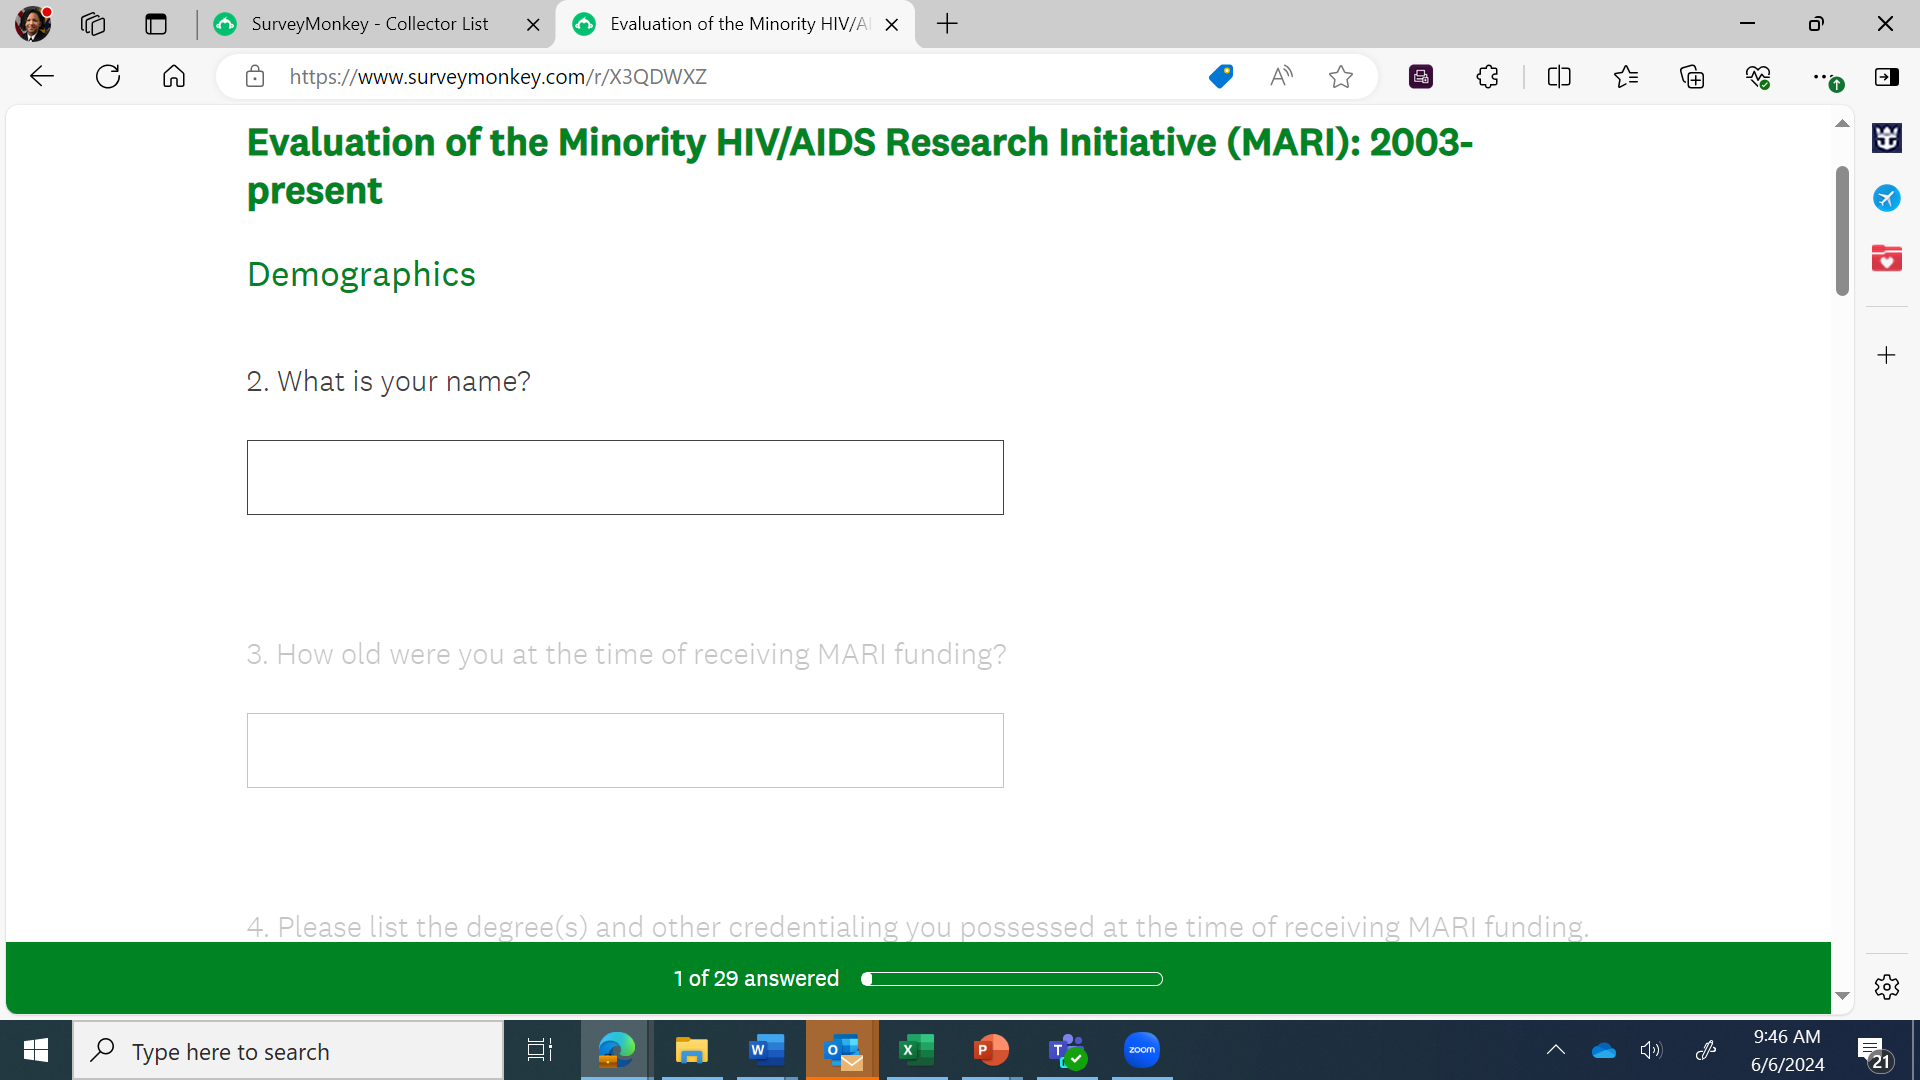 SurveyMonkey - Collector List
Evaluation of the Minority HIV/AI
https://www.surveymonkey.com/r/X3QDWXZ
Evaluation of the Minority HIV/AIDS Research Initiative (MARI): 2003-
present
Demographics
2. What is your name?
3. How old were you at the time of receiving MARI funding?
4. Please list the degree(s) and other credentialing you possessed at the time of receiving MARI funding.
1 of 29 answered
Type here to search
zoom
9:46 AM
6/6/2024
21